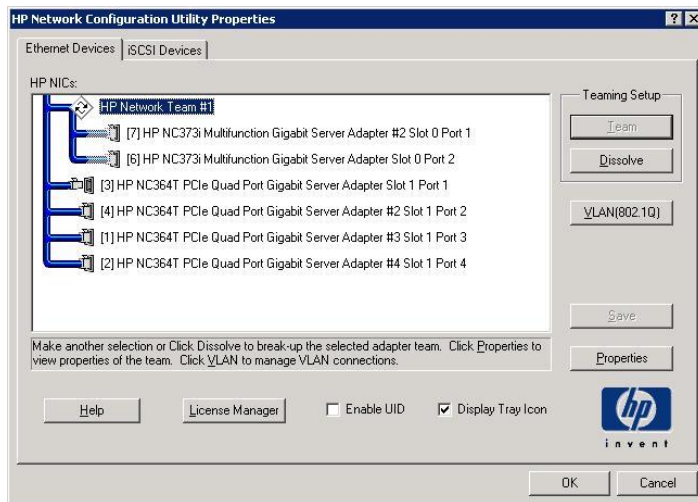 HP Network Configuration Utility Properties
Ethernet Devices
iSCSI Devices
HP NICs:
HP Network Team #1
[7] HP NC373i Multifunction Gigabit Server Adapter #2 Slot 0 Port 1
[6] HP NC373i Multifunction Gigabit Server Adapter Slot 0 Port 2
[3] HP NC364T PCIe Quad Port Gigabit Server Adapter Slot 1 Port 1
[4] HP NC364T PCIe Quad Port Gigabit Server Adapter #2 Slot 1 Port 2
[1] HP NC364T PCIe Quad Port Gigabit Server Adapter #3 Slot 1 Port 3
[2] HP NC364T PCIe Quad Port Gigabit Server Adapter #4 Slot 1 Port 4
Teaming Setup
Team
Dissolve
VLAN(802.1Q)
Save
Make another selection or Click Dissolve to break-up the selected adapter team. Click Properties to
view properties of the team. Click VLAN to manage VLAN connections.
Properties
Help
License Manager
Enable UID
Display Tray Icon
hp
invent
OK
Cancel